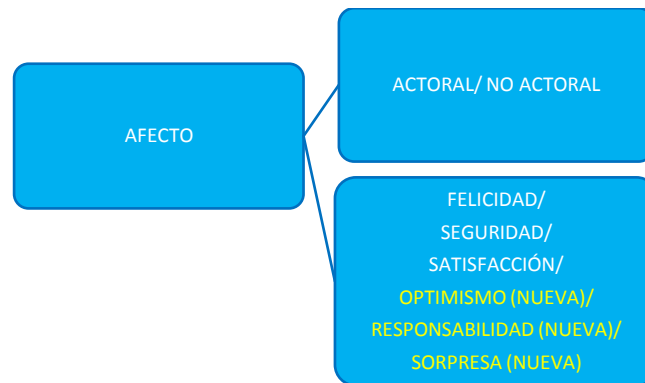 AFECTO
ACTORAL/ NO ACTORAL
FELICIDAD/
SEGURIDAD/
SATISFACCIÓN/
OPTIMISMO (NUEVA)/
RESPONSABILIDAD (NUEVA)/
SORPRESA (NUEVA)